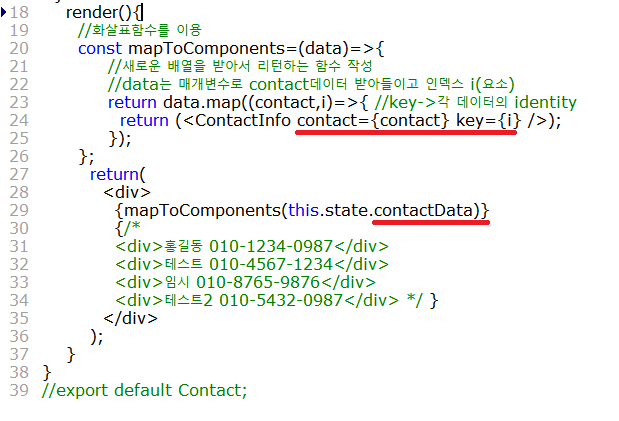 18 render(){
19 //화살표함수를 이용
20 const mapToComponents=(data)=>{
21 //새로운 배열을 받아서 리턴하는 함수 작성
22 //data는 매개변수로 contact데이터 받아들이고 인덱스 i(요소)
23 return data.map((contact,i)=>{ //key->각 데이터의 identity
24 return (<ContactInfo contact={contact} key={i} />);
25 });
26 };
27 return(
28 <div>
29 {mapToComponents(this.state.contactData)}
30 {/*
31 <div>홍길동 010-1234-0987</div>
32 <div>테스트 010-4567-1234</div>
33 <div>임시 010-8765-9876</div>
34 <div>테스트2 010-5432-0987</div> */ }
35 </div>
36 );
37 }
38 }
39 //export default Contact;